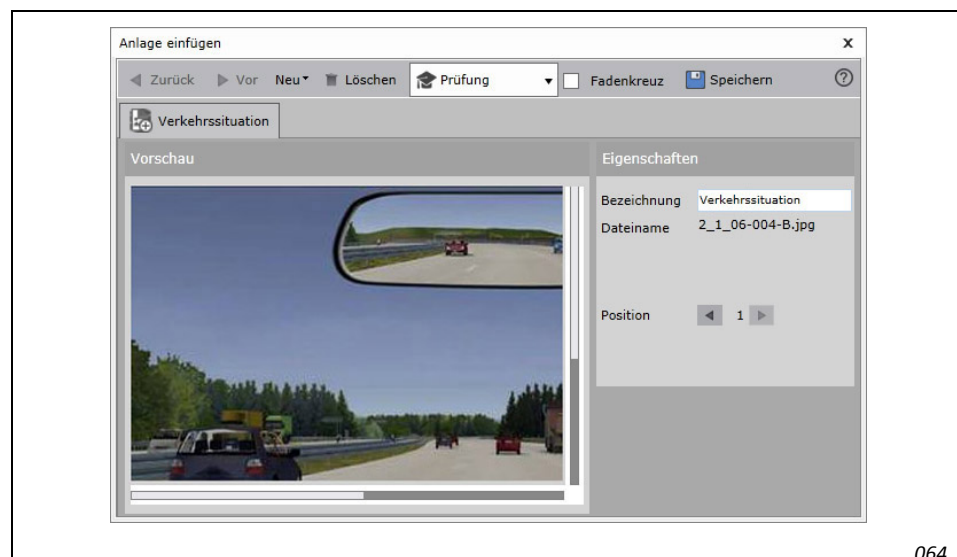 Anlage einfügen x
Zurück Vor Neu Löschen Prüfung Fadenkreuz Speichern ?
Verkehrssituation
Vorschau
Eigenschaften
Bezeichnung Verkehrssituation
Dateiname 2_1_06-004-B.jpg
Position 1
064